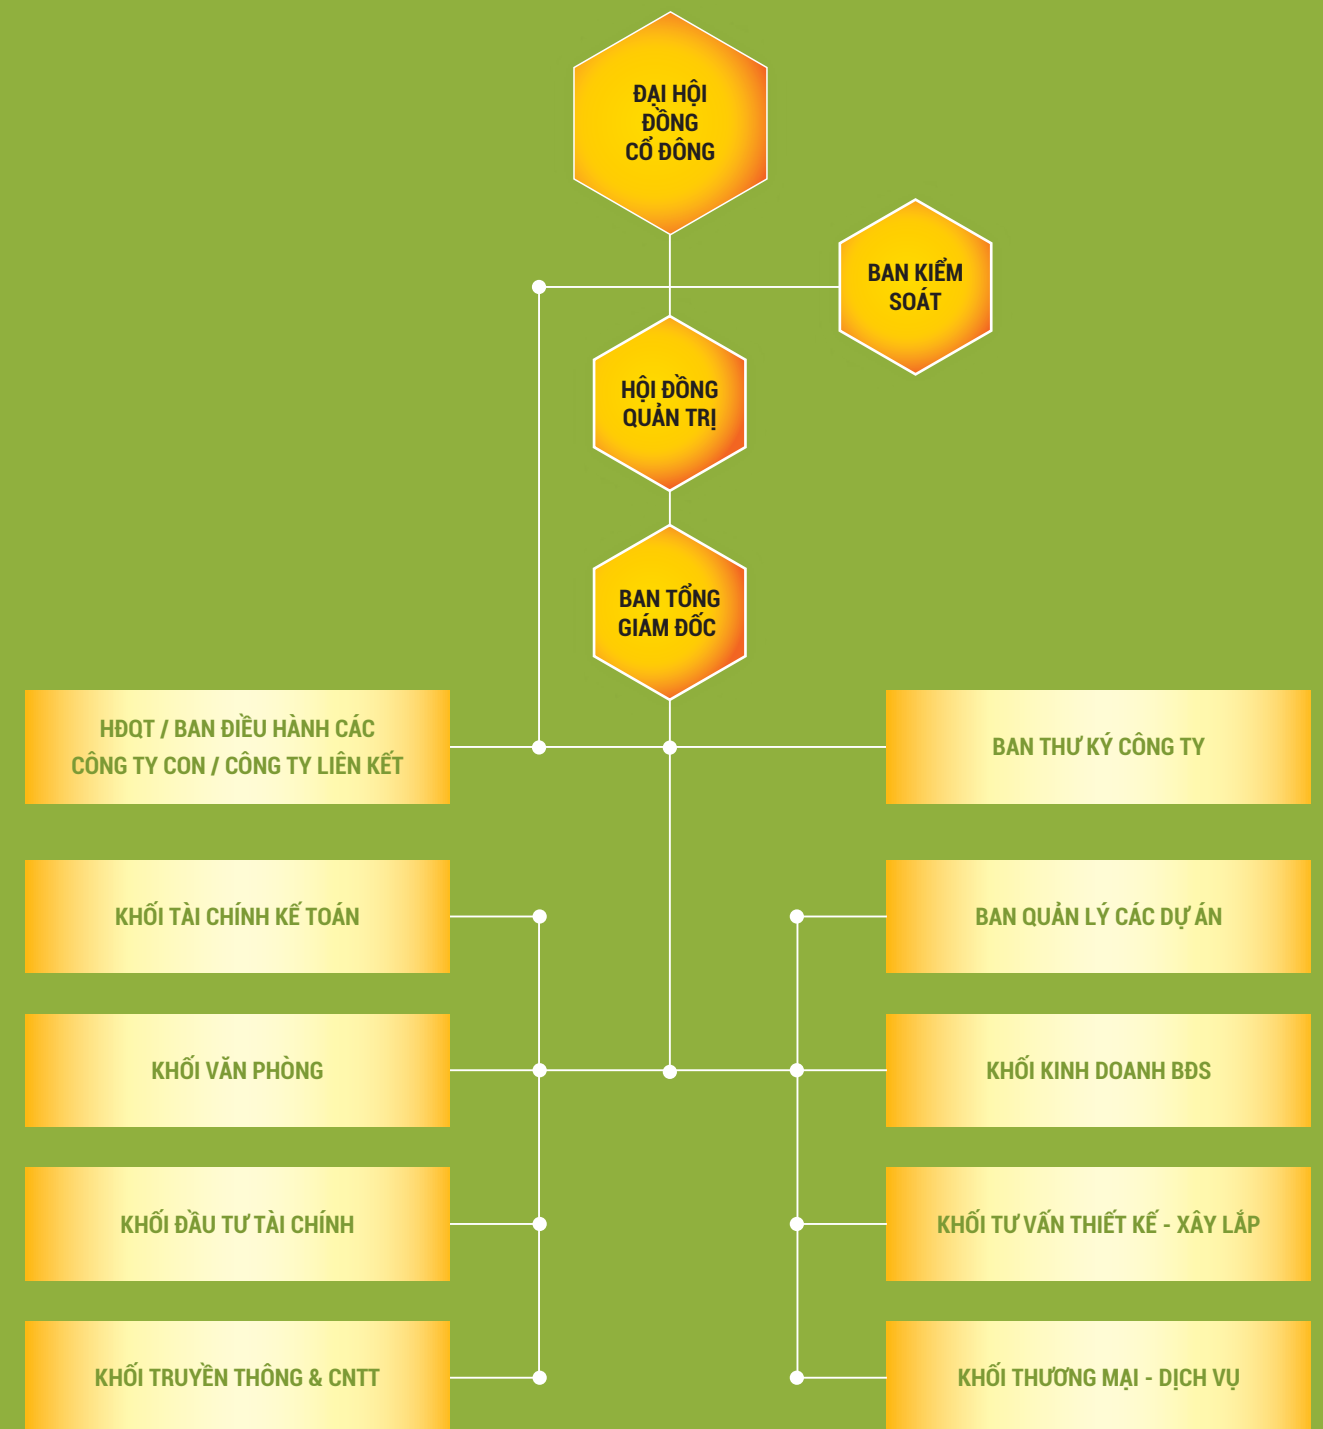 ĐẠI HỘI
ĐỒNG
CỔ ĐÔNG
BAN KIỂM
SOÁT
HỘI ĐỒNG
QUẢN TRỊ
BAN TỔNG
GIÁM ĐỐC
HĐQT / BAN ĐIỀU HÀNH CÁC
CÔNG TY CON / CÔNG TY LIÊN KẾT
BAN THƯ KÝ CÔNG TY
KHỐI TÀI CHÍNH KẾ TOÁN
BAN QUẢN LÝ CÁC DỰ ÁN
KHỐI VĂN PHÒNG
KHỐI KINH DOANH BĐS
KHỐI ĐẦU TƯ TÀI CHÍNH
KHỐI TƯ VẤN THIẾT KẾ - XÂY LẮP
KHỐI TRUYỀN THÔNG & CNTT
KHỐI THƯƠNG MẠI - DỊCH VỤ